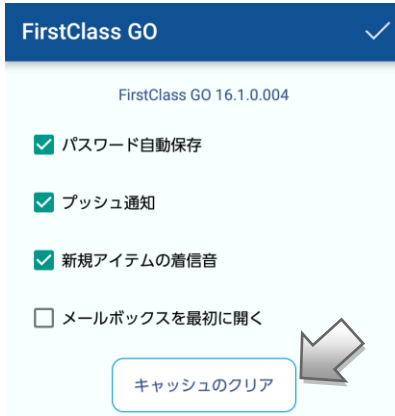 FirstClass GO
FirstClass GO 16.1.0.004
パスワード自動保存
プッシュ通知
新規アイテムの着信音
メールボックスを最初に開く
キャッシュのクリア